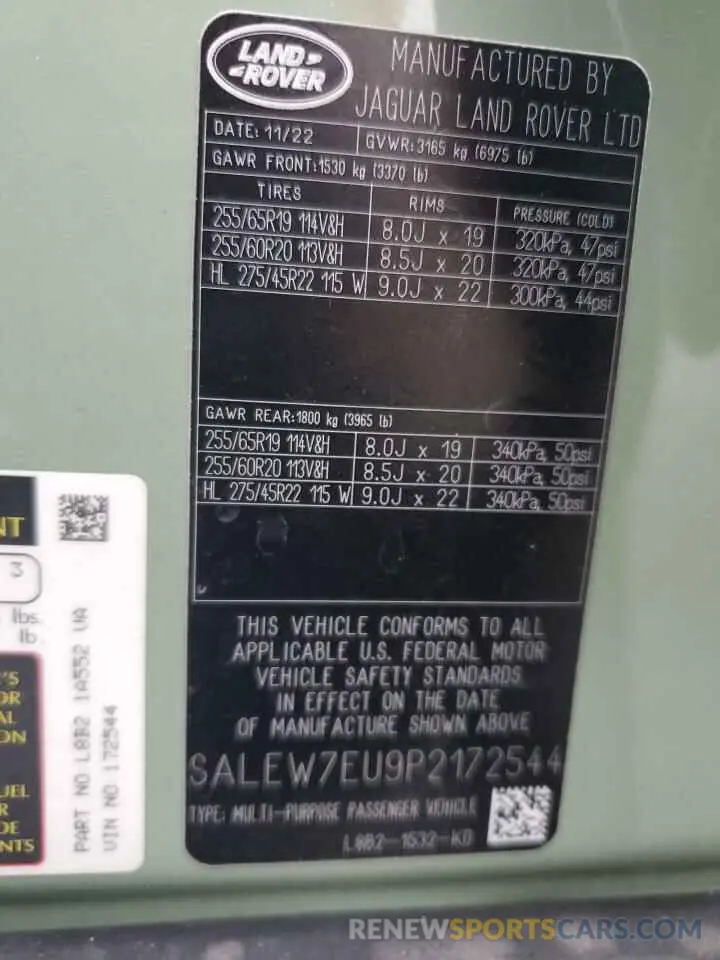 LAND
ROVER
MANUFACTURED BY
JAGUAR LAND ROVER LTD
DATE: 11/22
GVWR: 3165 kg (6975 lb)
GAWR FRONT: 1530 kg (3370 lb)
TIRES RIMS PRESSURE (COLD)
255/65R19 114V&H 8.0J x 19 320kPa, 47psi
255/60R20 113V&H 8.5J x 20 320kPa, 47psi
HL 275/45R22 115 W 9.0J x 22 300kPa, 44psi
GAWR REAR: 1800 kg (3965 lb)
255/65R19 114V&H 8.0J x 19 340kPa, 50psi
255/60R20 113V&H 8.5J x 20 340kPa, 50psi
HL 275/45R22 115 W 9.0J x 22 340kPa, 50psi
THIS VEHICLE CONFORMS TO ALL
APPLICABLE U.S. FEDERAL MOTOR
VEHICLE SAFETY STANDARDS
IN EFFECT ON THE DATE
OF MANUFACTURE SHOWN ABOVE
SALEW7EU9P2172544
TYPE: MULTI-PURPOSE PASSENGER VEHICLE
L8B2-1532-KD
3
lbs.
lb.
PART NO L8B2 1A552 VA
VIN NO 172544
RENEWSPORTSCARS.COM